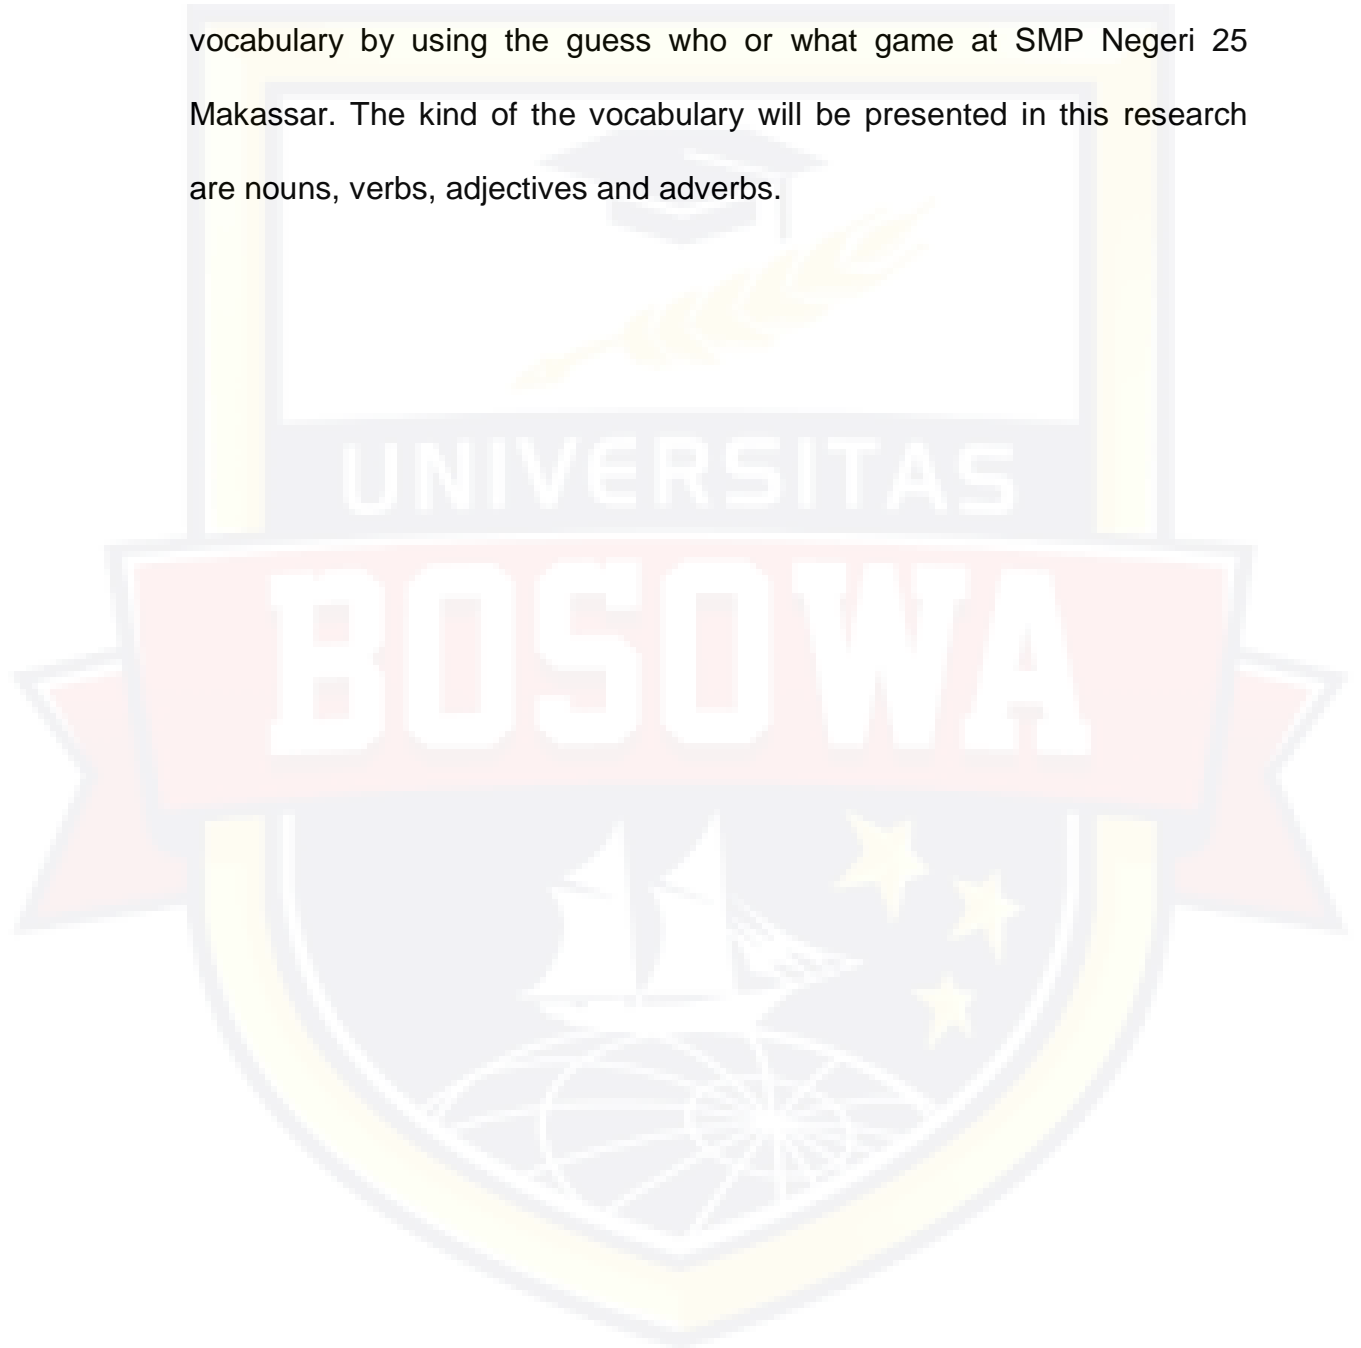 vocabulary by using the guess who or what game at SMP Negeri 25
Makassar. The kind of the vocabulary will be presented in this research
are nouns, verbs, adjectives and adverbs.
UNIVERSITAS
BOSOWA